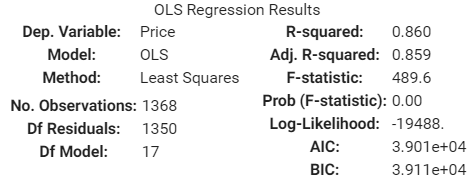 OLS Regression Results
Dep. Variable: Price R-squared: 0.860
Model: OLS Adj. R-squared: 0.859
Method: Least Squares F-statistic: 489.6
No. Observations: 1368 Prob (F-statistic): 0.00
Df Residuals: 1350 Log-Likelihood: -19488.
Df Model: 17 AIC: 3.901e+04
BIC: 3.911e+04